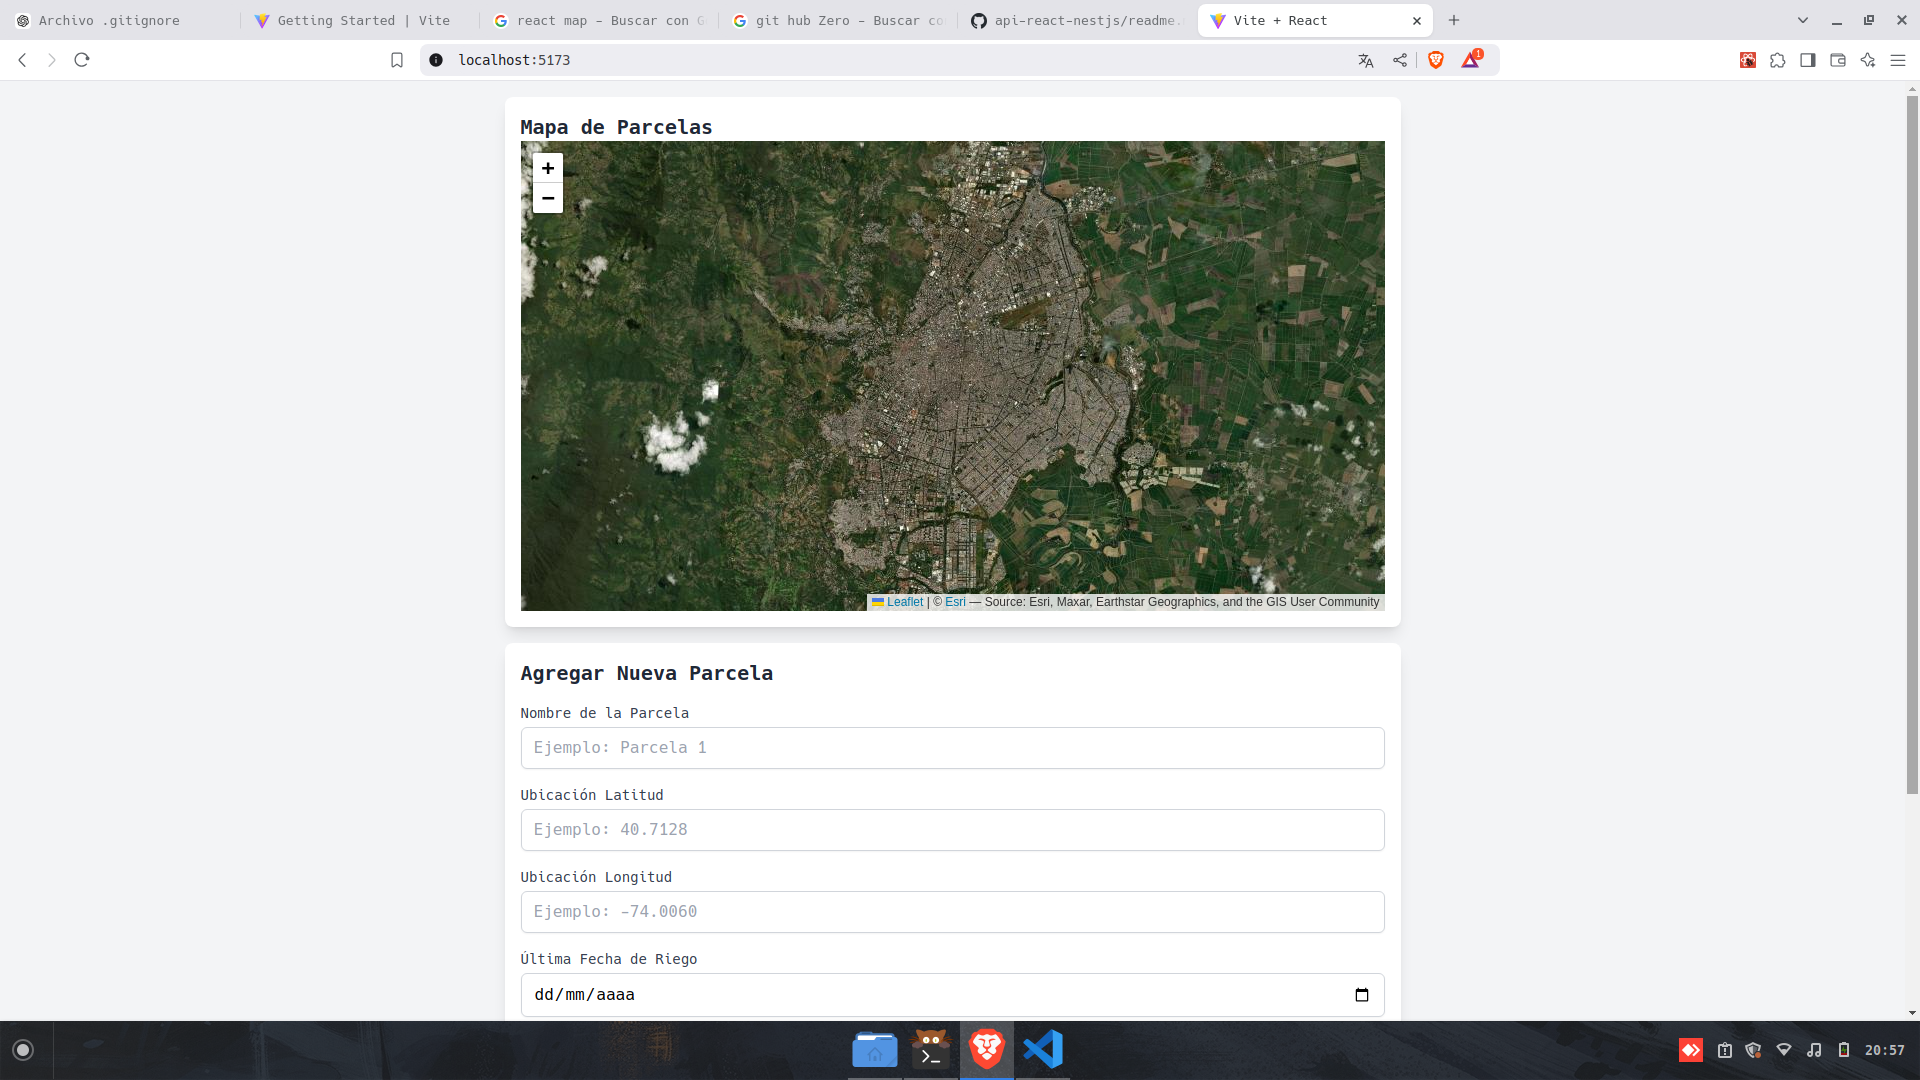 Archivo .gitignore
Getting Started | Vite
react map - Buscar con G
git hub Zero - Buscar co
api-react-nestjs/readme.
Vite + React
localhost:5173
1
Mapa de Parcelas
+
−
Leaflet | © Esri — Source: Esri, Maxar, Earthstar Geographics, and the GIS User Community
Agregar Nueva Parcela
Nombre de la Parcela
Ejemplo: Parcela 1
Ubicación Latitud
Ejemplo: 40.7128
Ubicación Longitud
Ejemplo: -74.0060
Última Fecha de Riego
dd/mm/aaaa
20:57